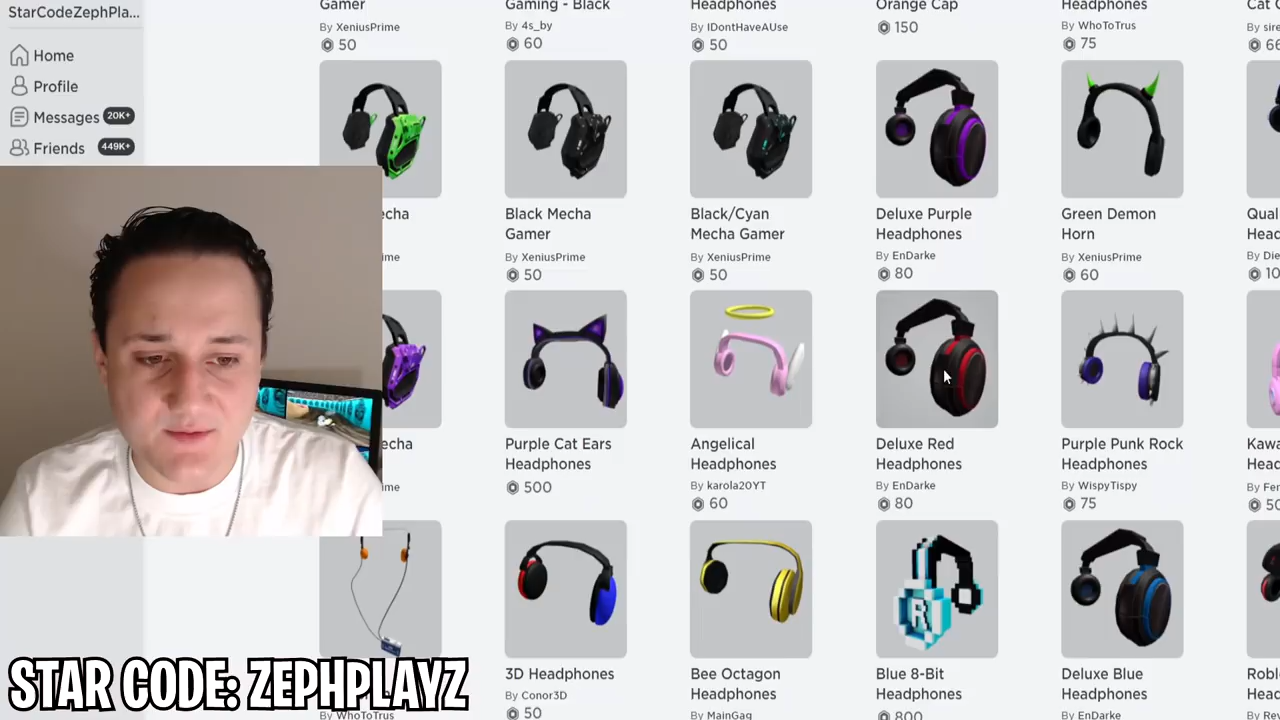 StarCodeZephPla...
Home
Profile
Messages 20K+
Friends 449K+
Gamer
By XeniusPrime
50
Gaming - Black
By 4s_by
60
Headphones
By IDontHaveAUse
50
Orange Cap
150
Headphones
By WhoToTrus
75
Cat
By
Black Mecha
Gamer
By XeniusPrime
50
Black/Cyan
Mecha Gamer
By XeniusPrime
50
Deluxe Purple
Headphones
By EnDarke
80
Green Demon
Horn
By XeniusPrime
60
By
Purple Cat Ears
Headphones
500
Angelical
Headphones
By karola20YT
60
Deluxe Red
Headphones
By EnDarke
80
Purple Punk Rock
Headphones
By WispyTispy
75
By
By WhoToTrus
3D Headphones
By Conor3D
50
Bee Octagon
Headphones
By MainGag
R
Blue 8-Bit
Headphones
800
Deluxe Blue
Headphones
By EnDarke
By
STAR CODE: ZEPHPLAYZ